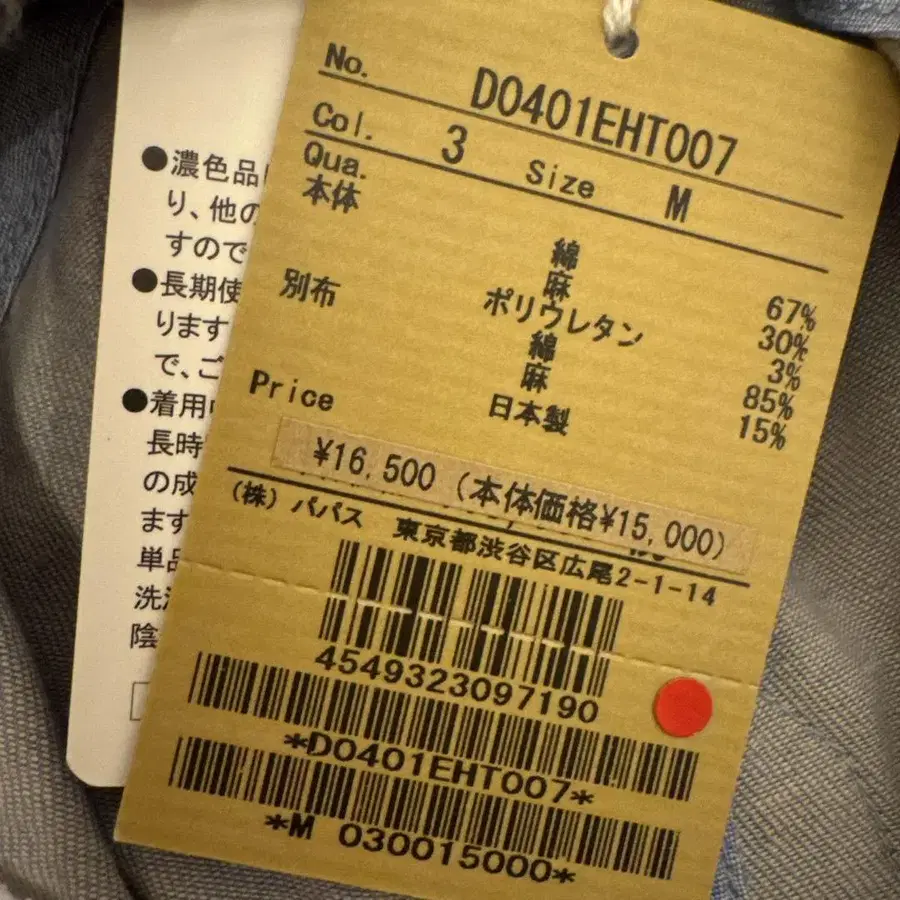 No. D0401EHT007
Col. 3 Size M
Qua.
本体 綿 67%
麻 30%
ポリウレタン 3%
別布 綿 85%
麻 15%
日本製
Price
¥16,500 (本体価格¥15,000)
(株) パパス 東京都渋谷区広尾2-1-14
4549323097190
*D0401EHT007*
*M 030015000*
●濃色品
り、他の
すので
●長期使
ります
で、ご
●着用
長時
の成
ます
単品
洗
陰